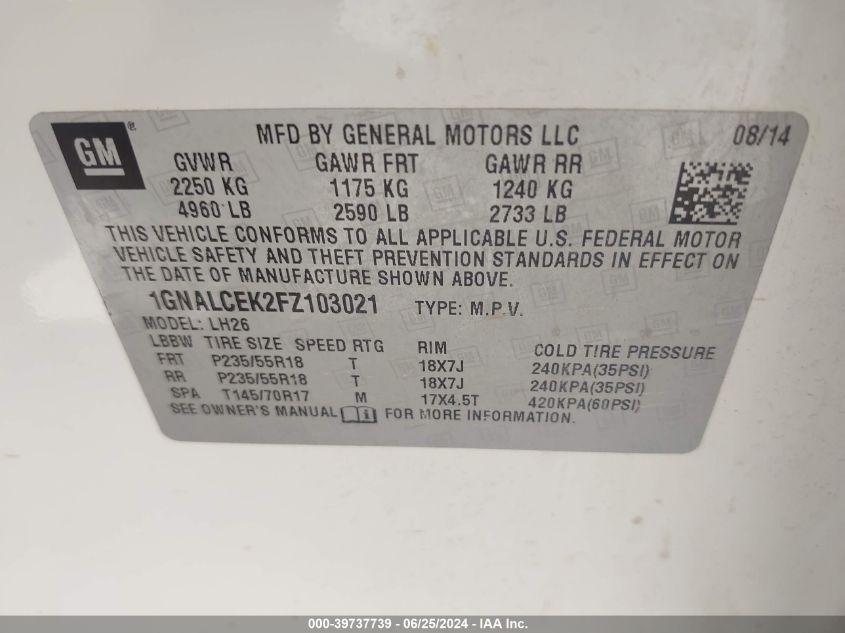 GM®
MFD BY GENERAL MOTORS LLC 08/14
GVWR GAWR FRT GAWR RR
2250 KG 1175 KG 1240 KG
4960 LB 2590 LB 2733 LB
THIS VEHICLE CONFORMS TO ALL APPLICABLE U.S. FEDERAL MOTOR
VEHICLE SAFETY AND THEFT PREVENTION STANDARDS IN EFFECT ON
THE DATE OF MANUFACTURE SHOWN ABOVE.
1GNALCEK2FZ103021 TYPE: M.P.V.
MODEL: LH26
LBBW TIRE SIZE SPEED RTG RIM COLD TIRE PRESSURE
FRT P235/55R18 T 18X7J 240KPA(35PSI)
RR P235/55R18 T 18X7J 240KPA(35PSI)
SPA T145/70R17 M 17X4.5T 420KPA(60PSI)
SEE OWNER'S MANUAL FOR MORE INFORMATION.
000-39737739 - 06/25/2024 - IAA Inc.